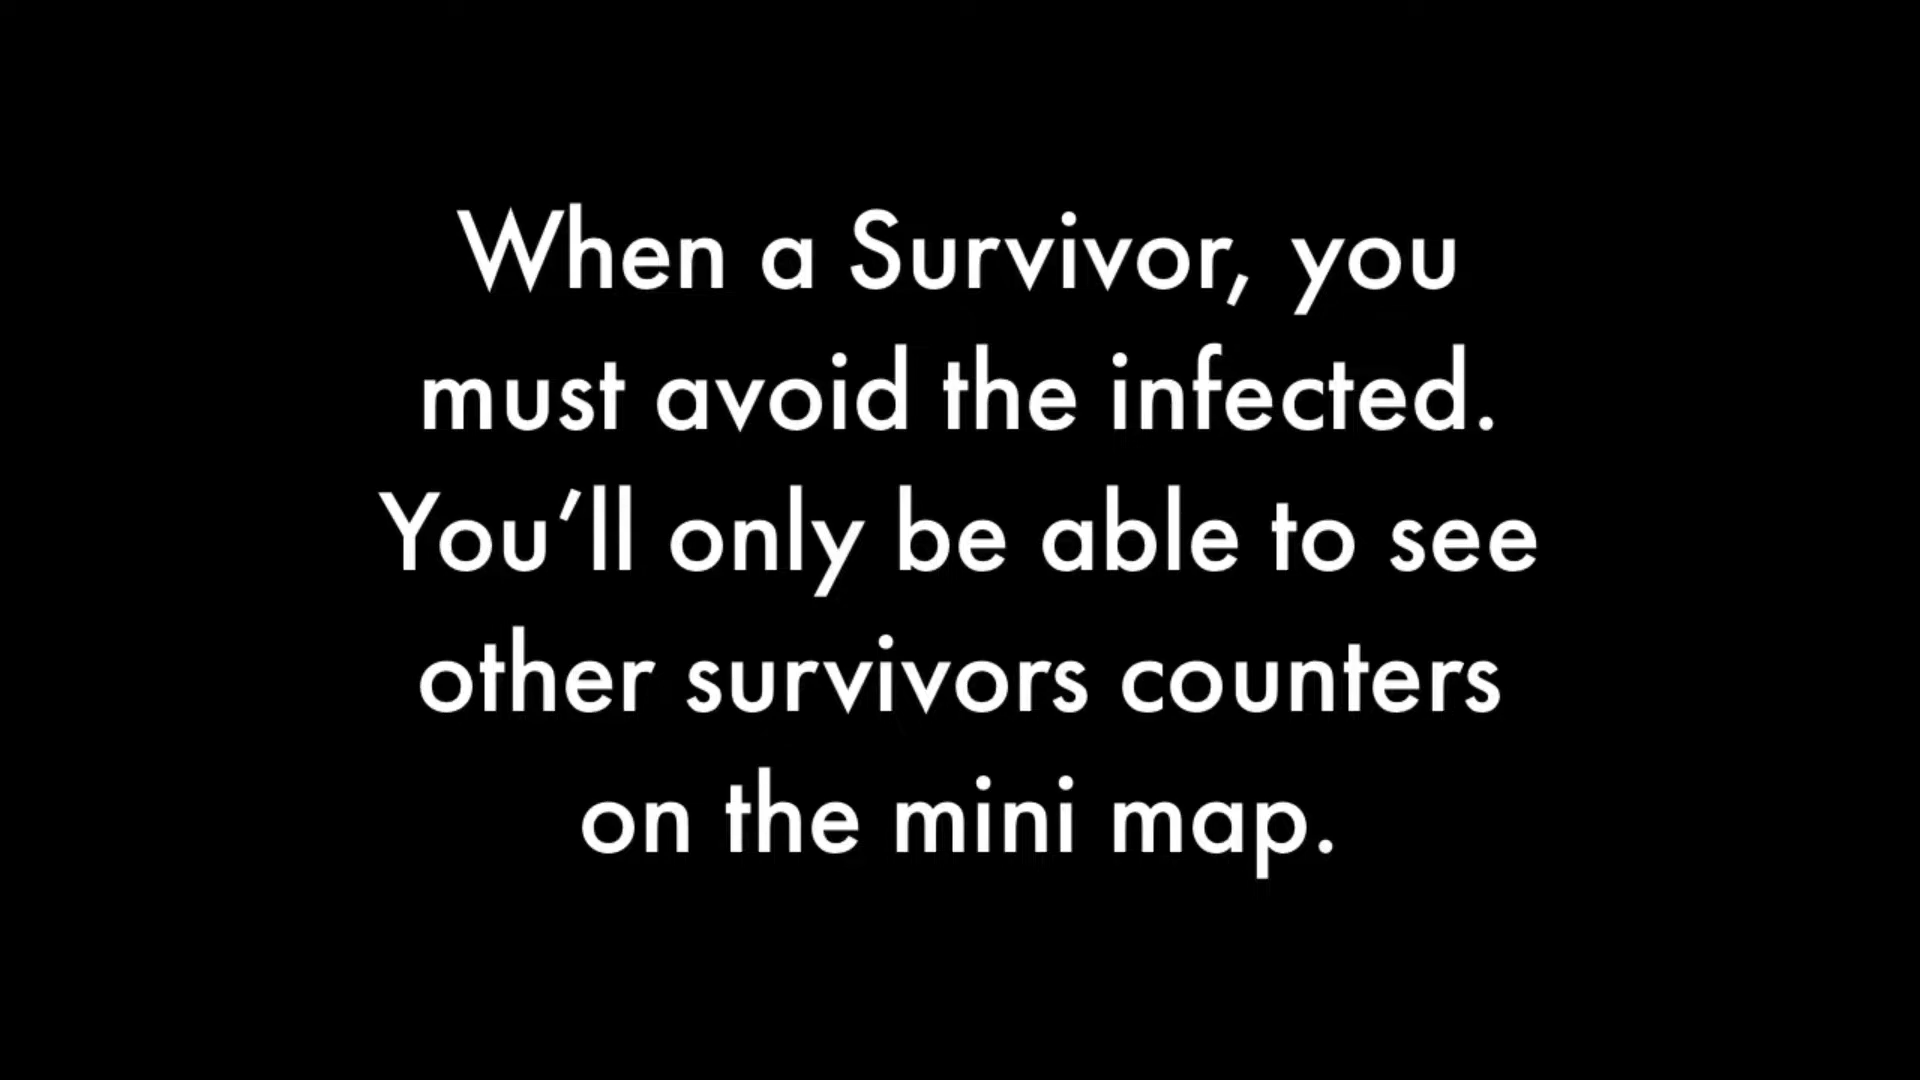 When a Survivor, you
must avoid the infected.
You’ll only be able to see
other survivors counters
on the mini map.